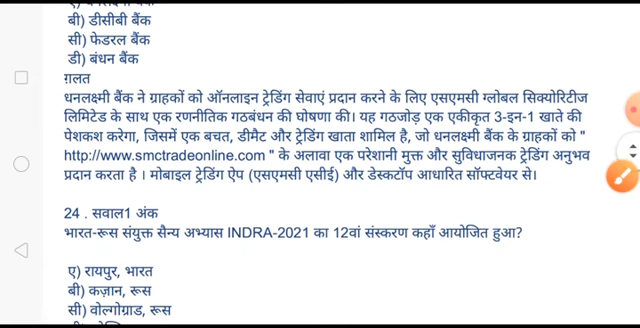 बी) डीसीबी बैंक
सी) फेडरल बैंक
डी) बंधन बैंक
ग़लत
धनलक्ष्मी बैंक ने ग्राहकों को ऑनलाइन ट्रेडिंग सेवाएं प्रदान करने के लिए एसएमसी ग्लोबल सिक्योरिटीज
लिमिटेड के साथ एक रणनीतिक गठबंधन की घोषणा की। यह गठजोड़ एक एकीकृत 3-इन-1 खाते की
पेशकश करेगा, जिसमें एक बचत, डीमैट और ट्रेडिंग खाता शामिल है, जो धनलक्ष्मी बैंक के ग्राहकों को "
http://www.smctradeonline.com " के अलावा एक परेशानी मुक्त और सुविधाजनक ट्रेडिंग अनुभव
प्रदान करता है । मोबाइल ट्रेडिंग ऐप (एसएमसी एसीई) और डेस्कटॉप आधारित सॉफ्टवेयर से।
24 . सवाल1 अंक
भारत-रूस संयुक्त सैन्य अभ्यास INDRA-2021 का 12वां संस्करण कहाँ आयोजित हुआ?
ए) रायपुर, भारत
बी) कज़ान, रूस
सी) वोल्गोग्राड, रूस